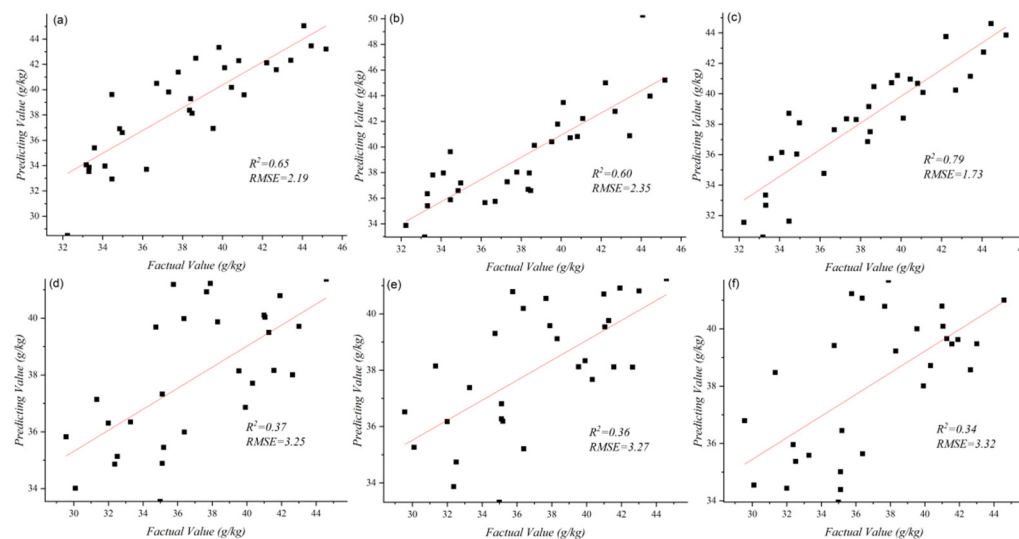 (a)
44
42
40
38
36
34
32
30
Predicting Value (g/kg)
R²=0.65
RMSE=2.19
32 34 36 38 40 42 44 46
Factual Value (g/kg)
(b)
50
48
46
44
42
40
38
36
34
Predicting Value (g/kg)
R²=0.60
RMSE=2.35
32 34 36 38 40 42 44 46
Factual Value (g/kg)
(c)
44
42
40
38
36
34
32
Predicting Value (g/kg)
R²=0.79
RMSE=1.73
32 34 36 38 40 42 44 46
Factual Value (g/kg)
(d)
40
38
36
34
Predicting Value (g/kg)
R²=0.37
RMSE=3.25
30 32 34 36 38 40 42 44
Factual Value (g/kg)
(e)
40
38
36
34
Predicting Value (g/kg)
R²=0.36
RMSE=3.27
30 32 34 36 38 40 42 44
Factual Value (g/kg)
(f)
40
38
36
34
Predicting Value (g/kg)
R²=0.34
RMSE=3.32
30 32 34 36 38 40 42 44
Factual Value (g/kg)